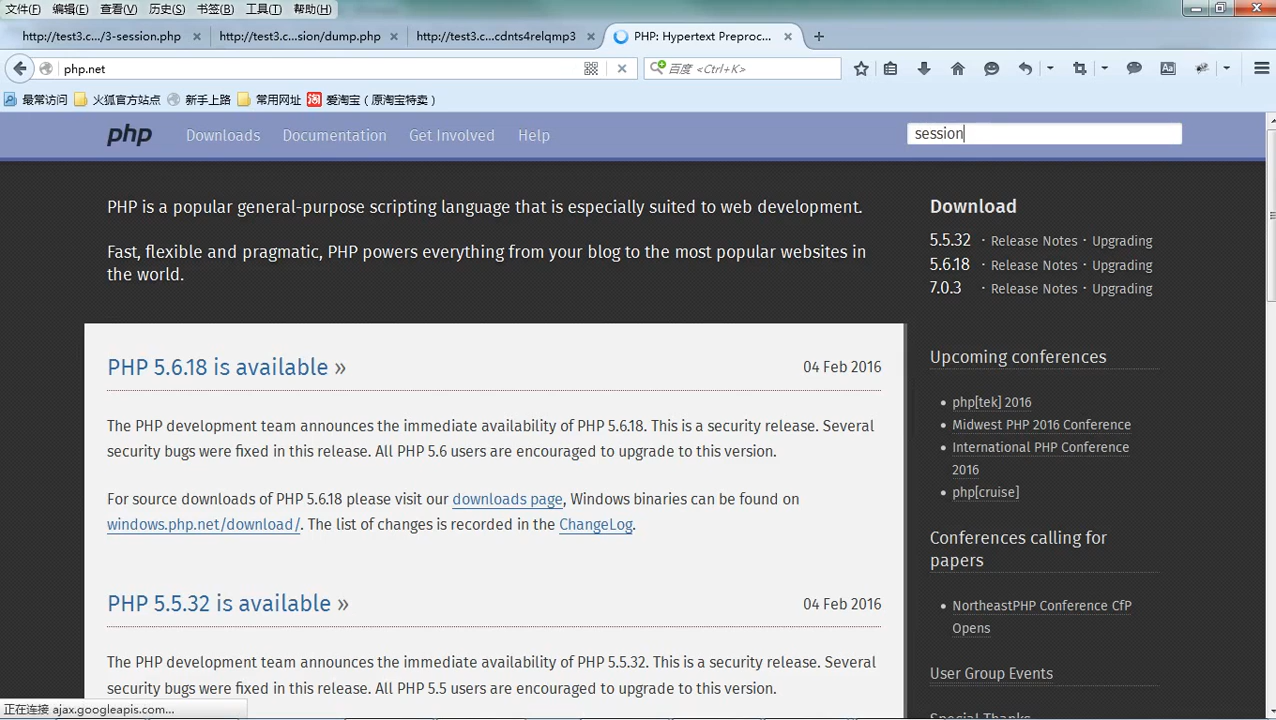 文件(F) 编辑(E) 查看(V) 历史(S) 书签(B) 工具(T) 帮助(H)
http://test3.c.../3-session.php http://test3.c...sion/dump.php http://test3.c...cdnts4relqmp3 PHP: Hypertext Preproc...
php.net 百度 <Ctrl+K>
最常访问 火狐官方站点 新手上路 常用网址 爱淘宝（原淘宝特卖）
php Downloads Documentation Get Involved Help session
PHP is a popular general-purpose scripting language that is especially suited to web development.
Fast, flexible and pragmatic, PHP powers everything from your blog to the most popular websites in
the world.
Download
5.5.32 · Release Notes · Upgrading
5.6.18 · Release Notes · Upgrading
7.0.3 · Release Notes · Upgrading
PHP 5.6.18 is available » 04 Feb 2016
The PHP development team announces the immediate availability of PHP 5.6.18. This is a security release. Several
security bugs were fixed in this release. All PHP 5.6 users are encouraged to upgrade to this version.
For source downloads of PHP 5.6.18 please visit our downloads page, Windows binaries can be found on
windows.php.net/download/. The list of changes is recorded in the ChangeLog.
PHP 5.5.32 is available » 04 Feb 2016
The PHP development team announces the immediate availability of PHP 5.5.32. This is a security release. Several
security bugs were fixed in this release. All PHP 5.5 users are encouraged to upgrade to this version.
Upcoming conferences
php[tek] 2016
Midwest PHP 2016 Conference
International PHP Conference
2016
php[cruise]
Conferences calling for
papers
NortheastPHP Conference CfP
Opens
User Group Events
Special Thanks
正在连接 ajax.googleapis.com...